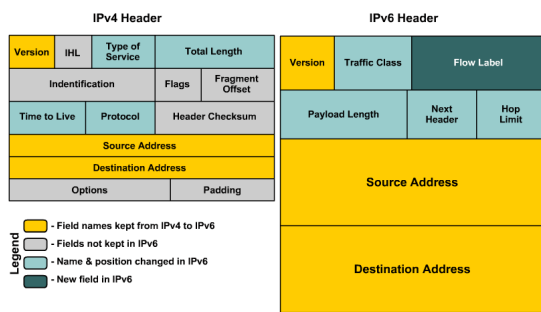 IPv4 Header
Version
IHL
Type of
Service
Total Length
Indentification
Flags
Fragment
Offset
Time to Live
Protocol
Header Checksum
Source Address
Destination Address
Options
Padding
Legend
- Field names kept from IPv4 to IPv6
- Fields not kept in IPv6
- Name & position changed in IPv6
- New field in IPv6
IPv6 Header
Version
Traffic Class
Flow Label
Payload Length
Next
Header
Hop
Limit
Source Address
Destination Address